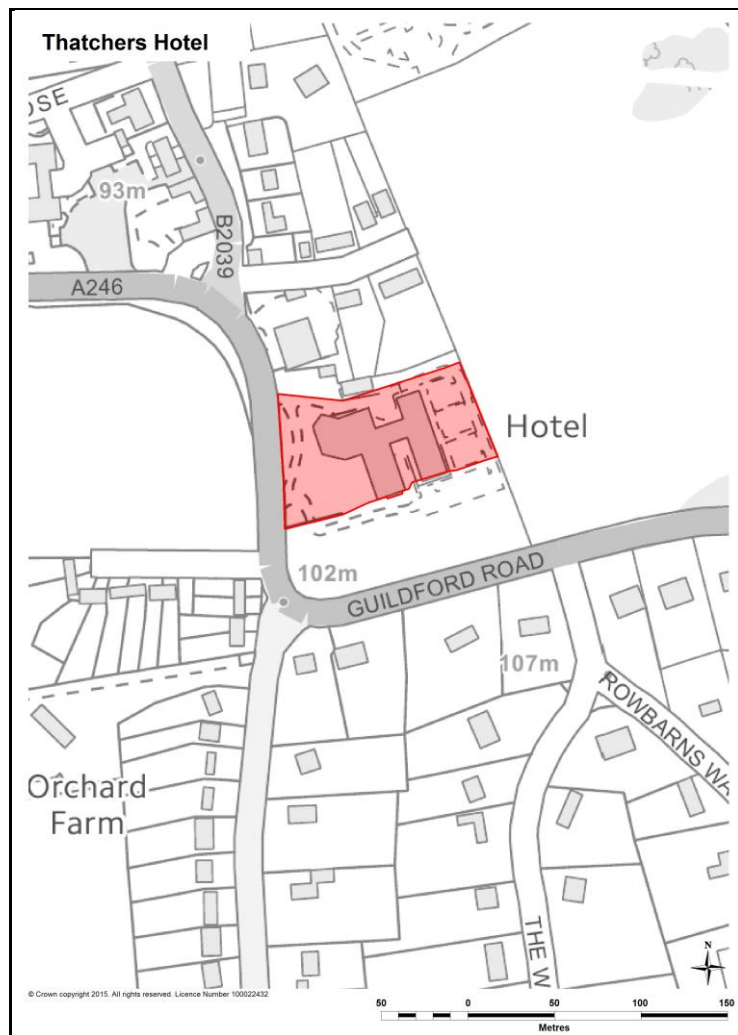 Thatchers Hotel
OSE
93m
B2039
A246
Hotel
102m
GUILDFORD ROAD
107m
ROWBARNS WA
Orchard
Farm
THE W
N
© Crown copyright 2015. All rights reserved. Licence Number 100022432
50 0 50 100 150
Metres